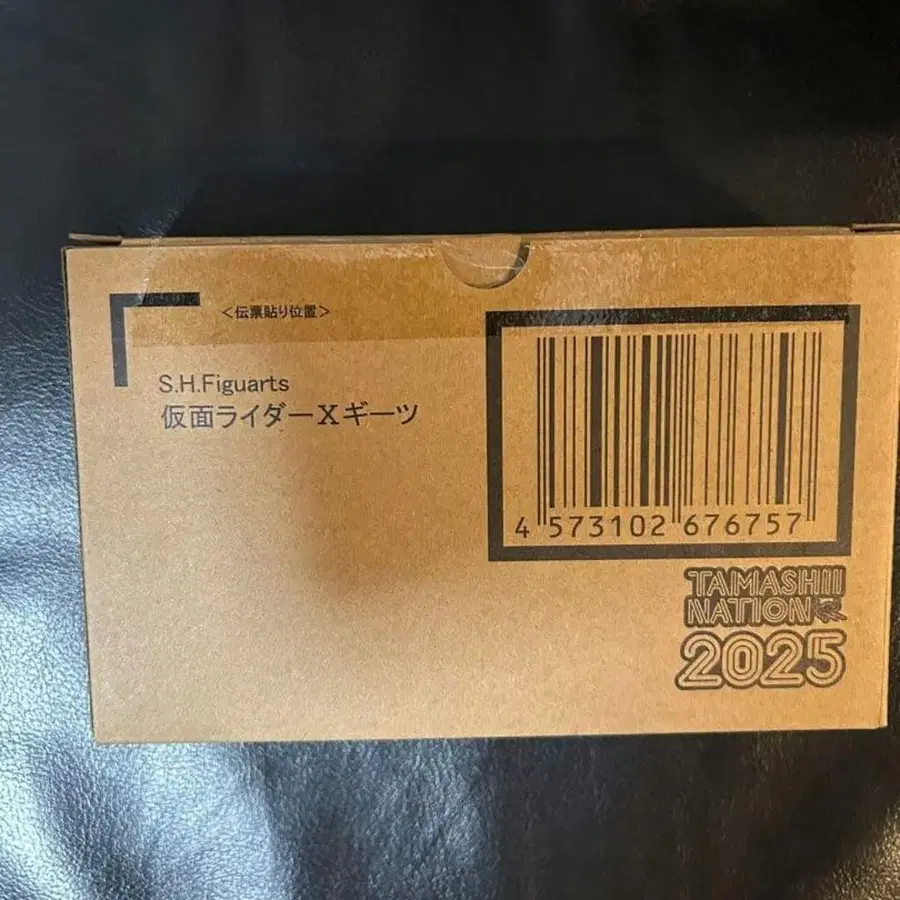 <伝票貼り位置>
S.H.Figuarts
仮面ライダーXギーツ
4 573102 676757
TAMASHII
NATION
2025